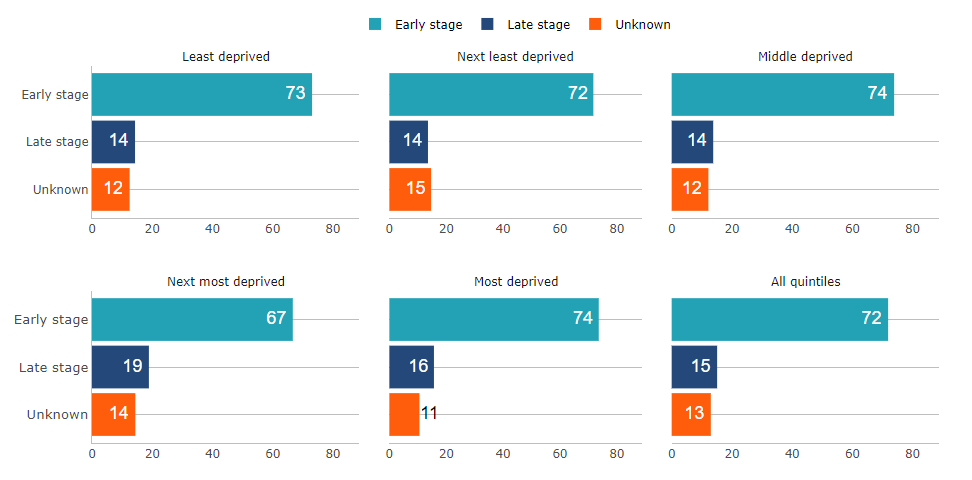 Early stage Late stage Unknown
Least deprived Next least deprived Middle deprived
Early stage 73 72 74
Late stage 14 14 14
Unknown 12 15 12
0 20 40 60 80 0 20 40 60 80 0 20 40 60 80
Next most deprived Most deprived All quintiles
Early stage 67 74 72
Late stage 19 16 15
Unknown 14 11 13
0 20 40 60 80 0 20 40 60 80 0 20 40 60 80